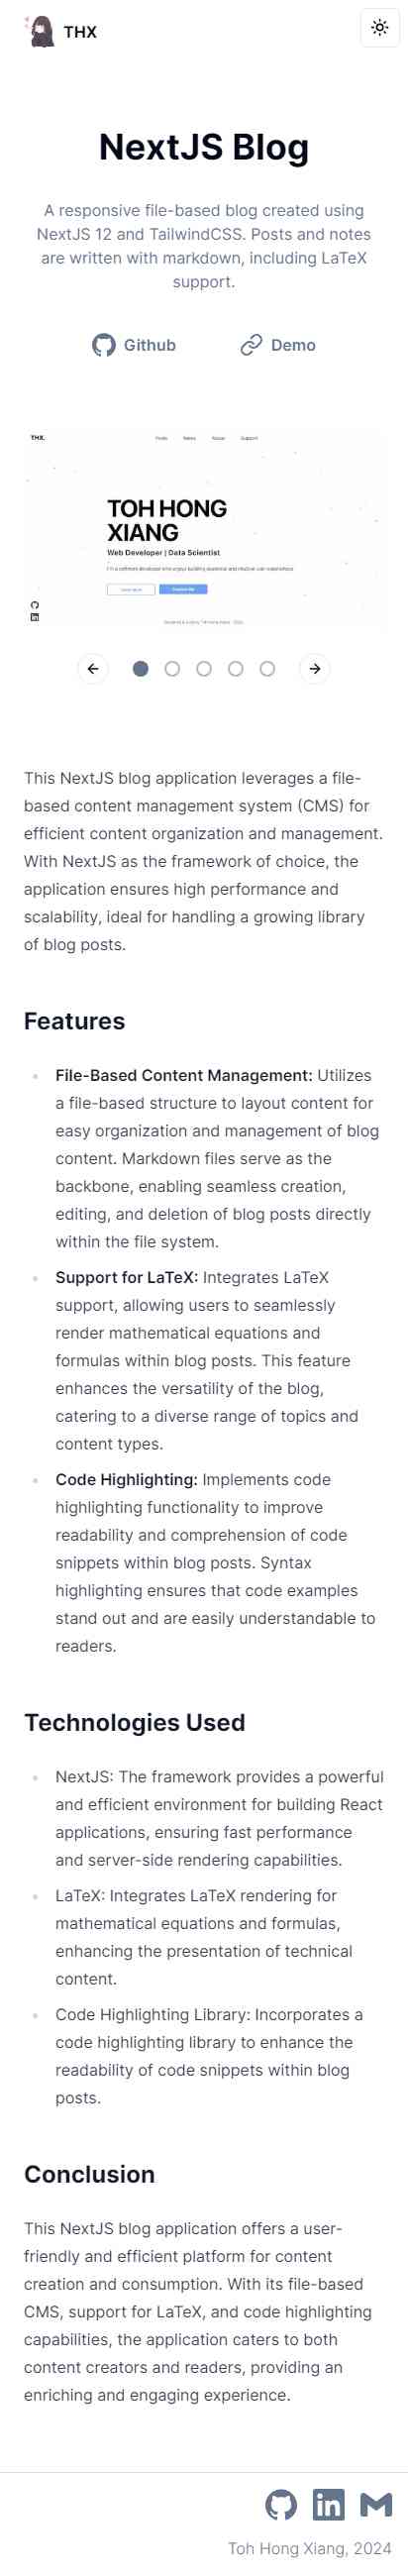 THX
NextJS Blog
A responsive file-based blog created using
NextJS 12 and TailwindCSS. Posts and notes
are written with markdown, including LaTeX
support.
Github Demo
THX.
Support
TOH HONG
XIANG
Web Developer | Data Scientist
This NextJS blog application leverages a file-
based content management system (CMS) for
efficient content organization and management.
With NextJS as the framework of choice, the
application ensures high performance and
scalability, ideal for handling a growing library
of blog posts.
Features
File-Based Content Management: Utilizes
a file-based structure to layout content for
easy organization and management of blog
content. Markdown files serve as the
backbone, enabling seamless creation,
editing, and deletion of blog posts directly
within the file system.
Support for LaTeX: Integrates LaTeX
support, allowing users to seamlessly
render mathematical equations and
formulas within blog posts. This feature
enhances the versatility of the blog,
catering to a diverse range of topics and
content types.
Code Highlighting: Implements code
highlighting functionality to improve
readability and comprehension of code
snippets within blog posts. Syntax
highlighting ensures that code examples
stand out and are easily understandable to
readers.
Technologies Used
NextJS: The framework provides a powerful
and efficient environment for building React
applications, ensuring fast performance
and server-side rendering capabilities.
LaTeX: Integrates LaTeX rendering for
mathematical equations and formulas,
enhancing the presentation of technical
content.
Code Highlighting Library: Incorporates a
code highlighting library to enhance the
readability of code snippets within blog
posts.
Conclusion
This NextJS blog application offers a user-
friendly and efficient platform for content
creation and consumption. With its file-based
CMS, support for LaTeX, and code highlighting
capabilities, the application caters to both
content creators and readers, providing an
enriching and engaging experience.
Toh Hong Xiang, 2024